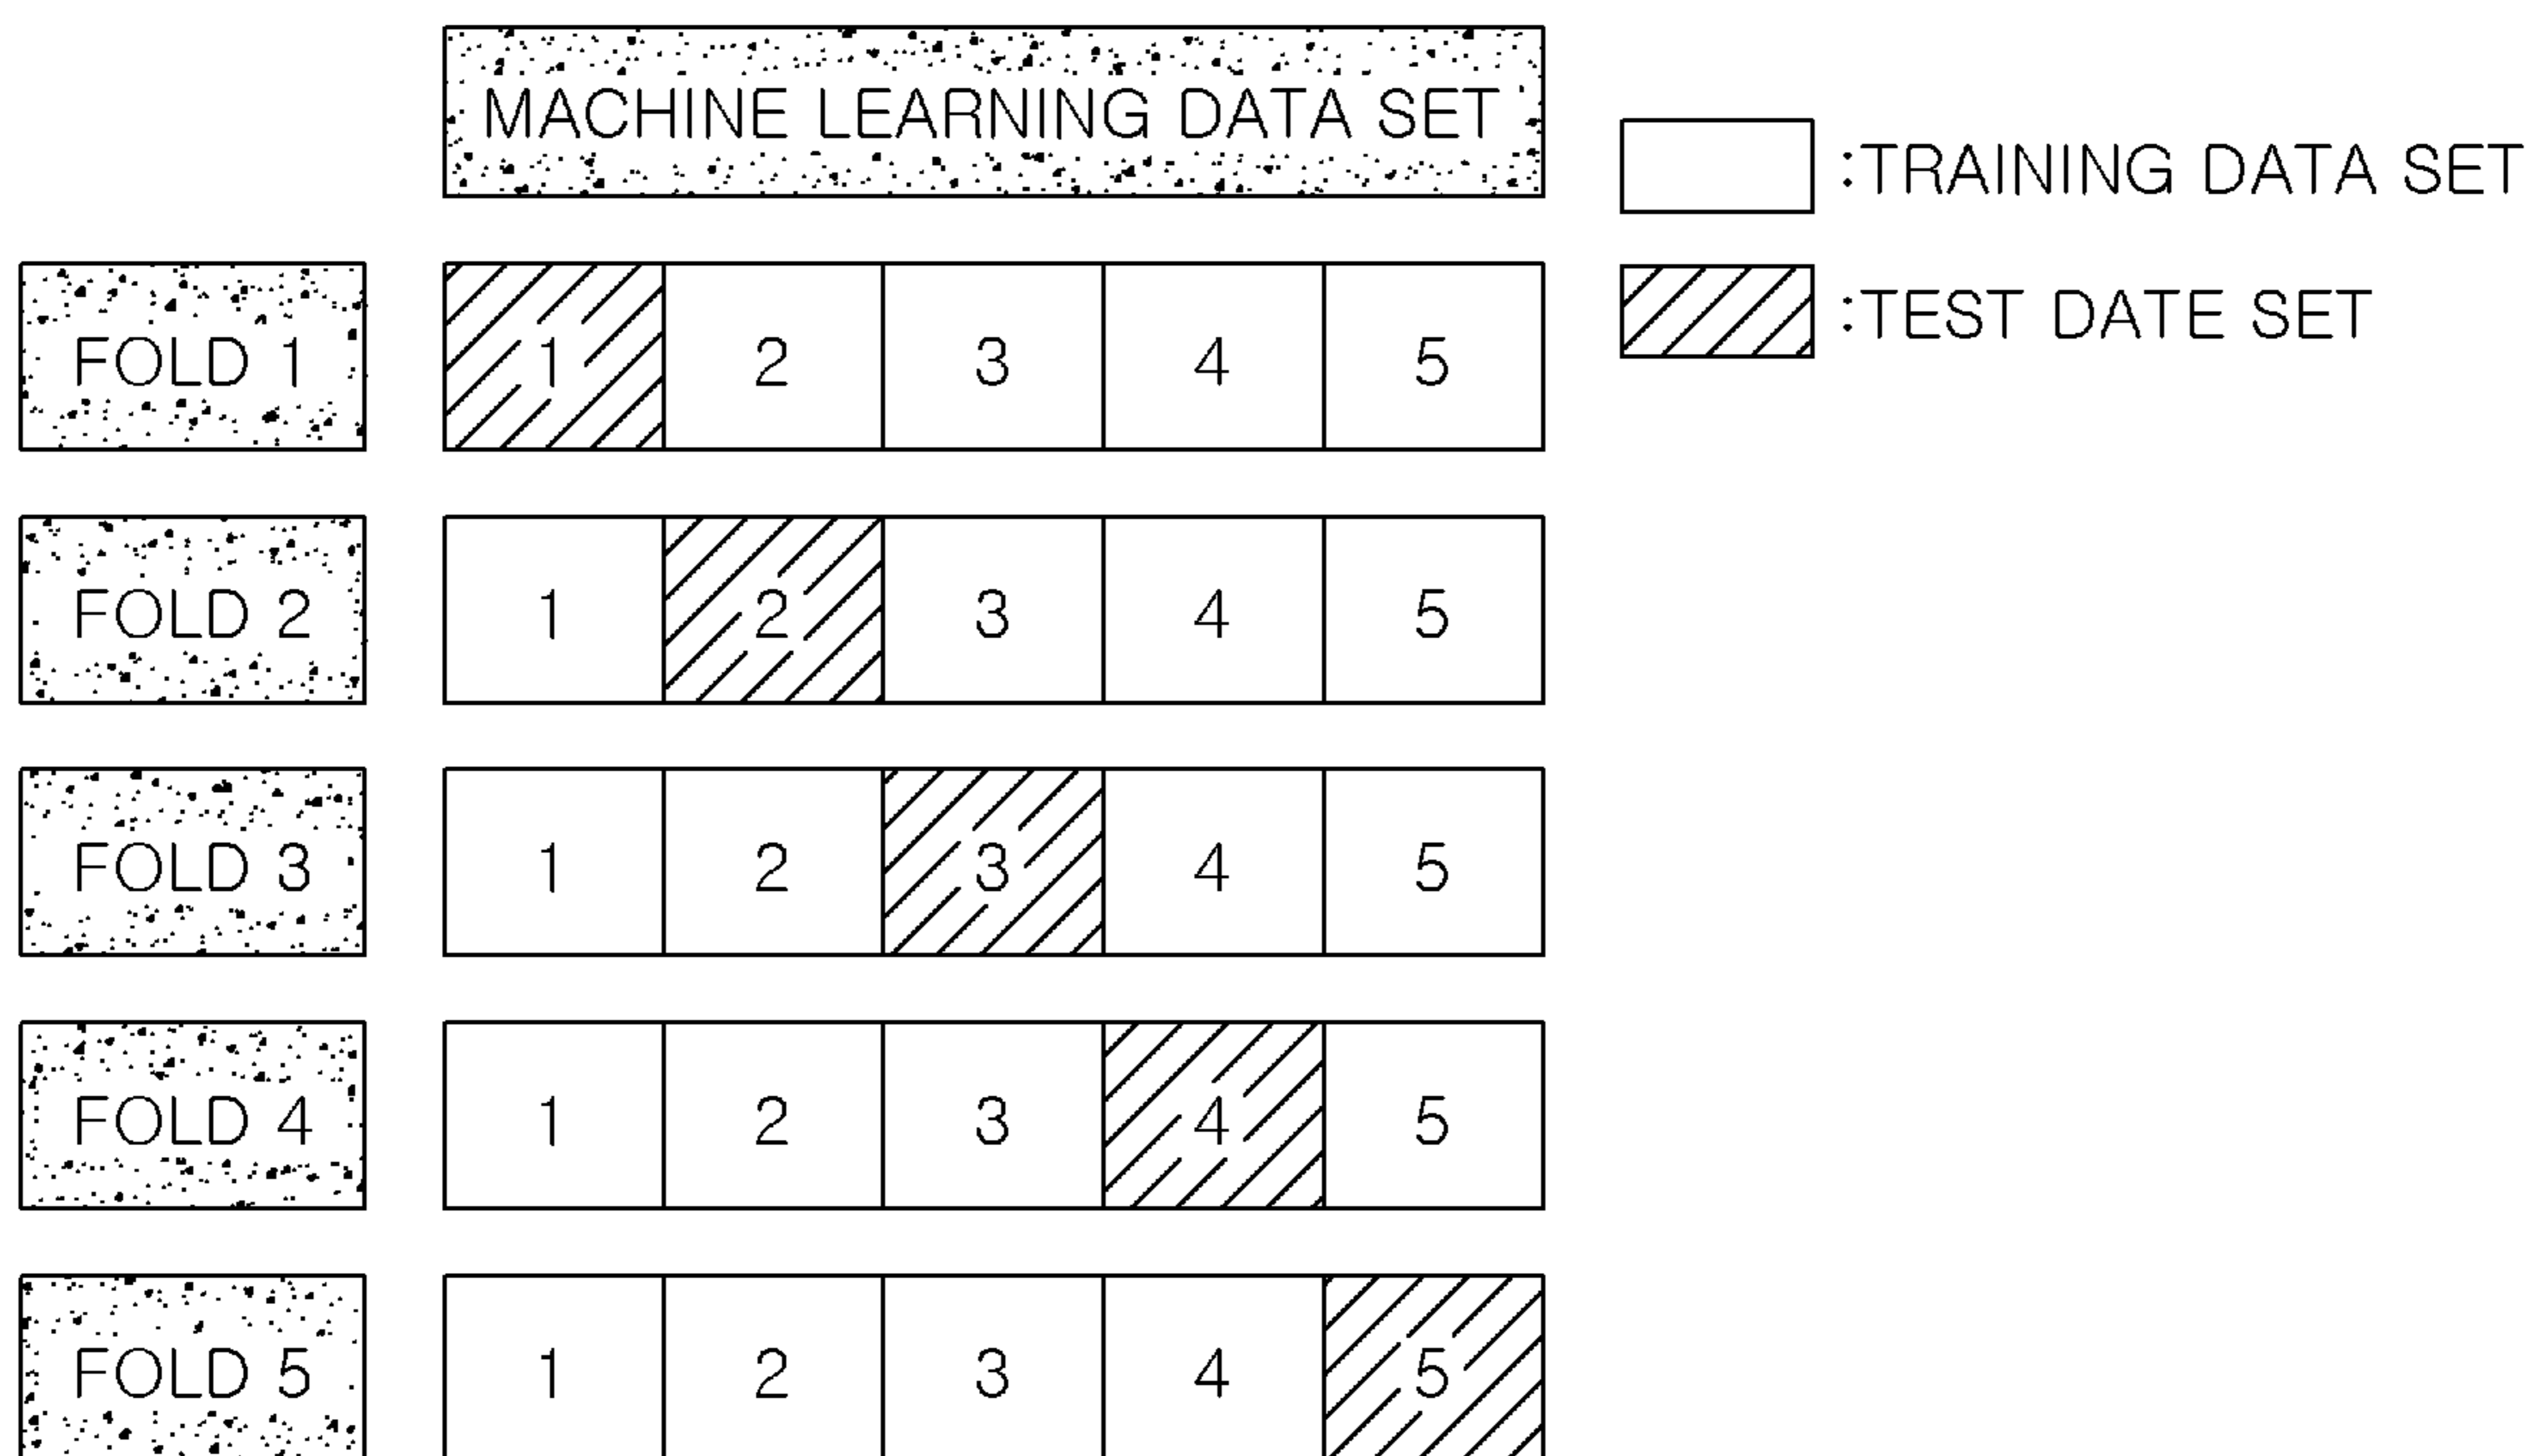 MACHINE LEARNING DATA SET
:TRAINING DATA SET
:TEST DATE SET
FOLD 1 1 2 3 4 5
FOLD 2 1 2 3 4 5
FOLD 3 1 2 3 4 5
FOLD 4 1 2 3 4 5
FOLD 5 1 2 3 4 5